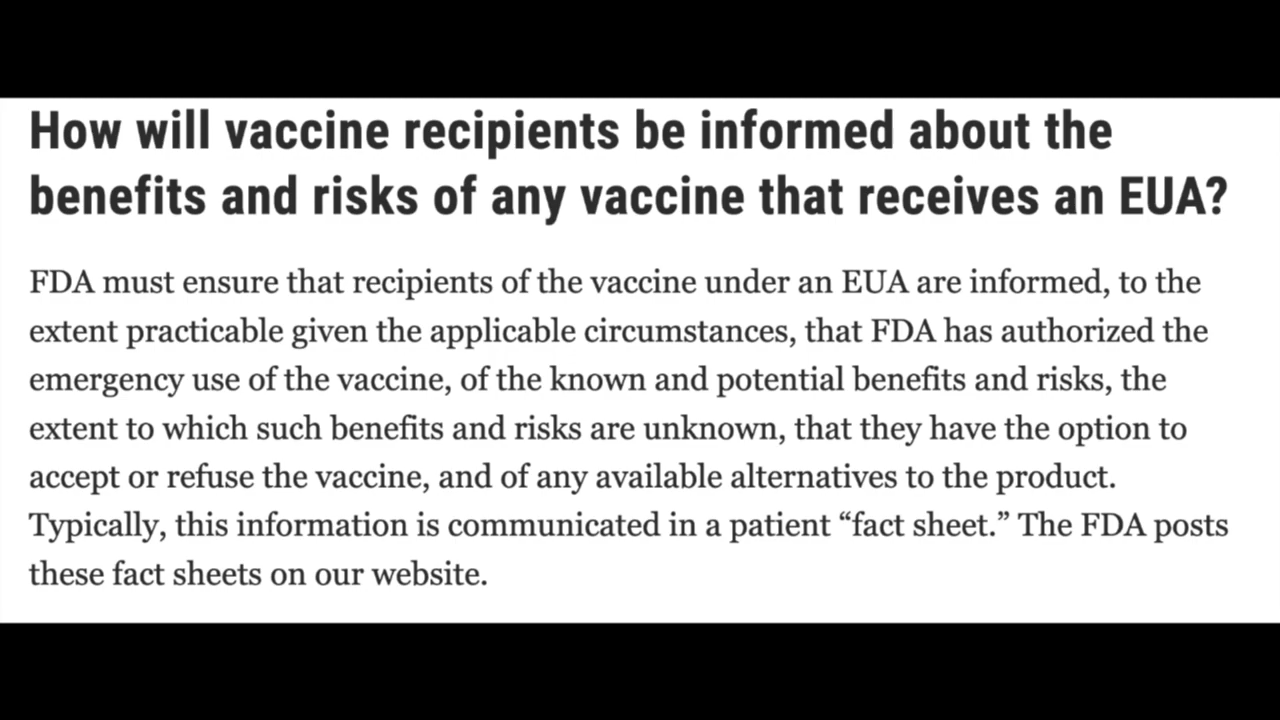 How will vaccine recipients be informed about the
benefits and risks of any vaccine that receives an EUA?
FDA must ensure that recipients of the vaccine under an EUA are informed, to the
extent practicable given the applicable circumstances, that FDA has authorized the
emergency use of the vaccine, of the known and potential benefits and risks, the
extent to which such benefits and risks are unknown, that they have the option to
accept or refuse the vaccine, and of any available alternatives to the product.
Typically, this information is communicated in a patient “fact sheet.” The FDA posts
these fact sheets on our website.